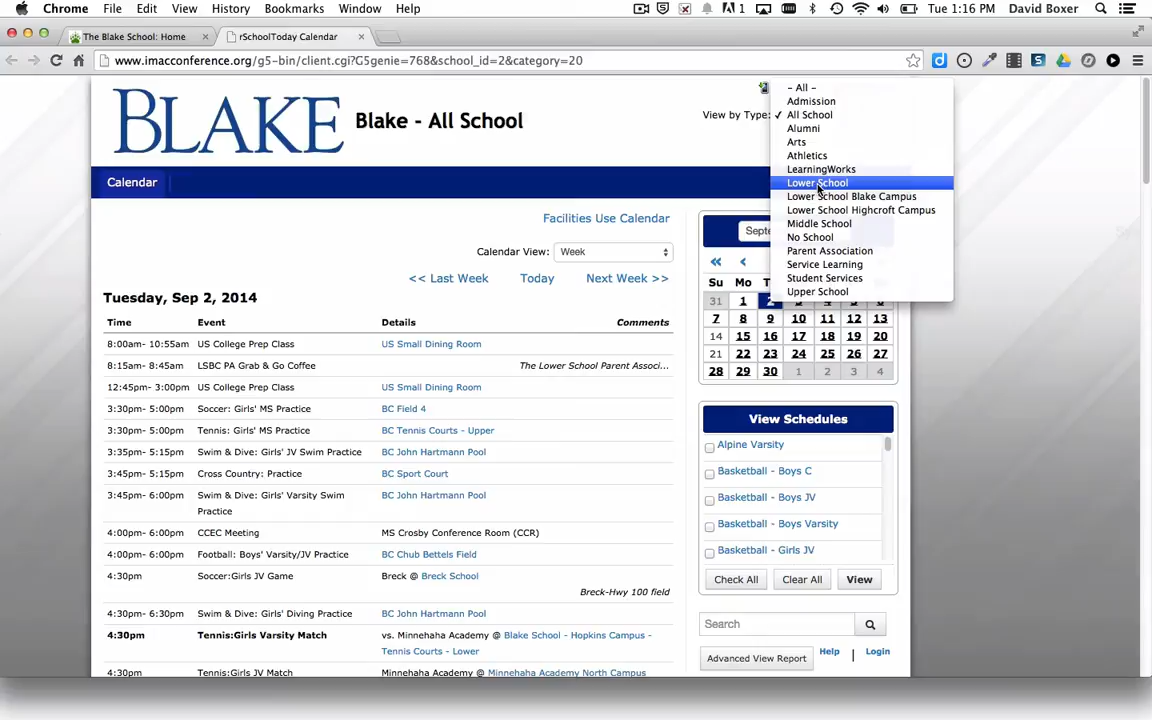 Chrome File Edit View History Bookmarks Window Help 1 Tue 1:16 PM David Boxer
The Blake School: Home rSchoolToday Calendar
www.imacconference.org/g5-bin/client.cgi?G5genie=768&school_id=2&category=20
BLAKE Blake - All School
View by Type:
- All -
Admission
✓ All School
Alumni
Arts
Athletics
LearningWorks
Lower School
Lower School Blake Campus
Lower School Highcroft Campus
Middle School
No School
Parent Association
Service Learning
Student Services
Upper School
Calendar
Facilities Use Calendar
Calendar View: Week
<< Last Week Today Next Week >>
Tuesday, Sep 2, 2014
Time Event Details Comments
8:00am- 10:55am US College Prep Class US Small Dining Room
8:15am- 8:45am LSBC PA Grab & Go Coffee The Lower School Parent Associ...
12:45pm- 3:00pm US College Prep Class US Small Dining Room
3:30pm- 5:00pm Soccer: Girls' MS Practice BC Field 4
3:30pm- 5:00pm Tennis: Girls' MS Practice BC Tennis Courts - Upper
3:35pm- 5:15pm Swim & Dive: Girls' JV Swim Practice BC John Hartmann Pool
3:45pm- 5:15pm Cross Country: Practice BC Sport Court
3:45pm- 6:00pm Swim & Dive: Girls' Varsity Swim Practice BC John Hartmann Pool
4:00pm- 6:00pm CCEC Meeting MS Crosby Conference Room (CCR)
4:00pm- 6:00pm Football: Boys' Varsity/JV Practice BC Chub Bettels Field
4:30pm Soccer:Girls JV Game Breck @ Breck School
Breck-Hwy 100 field
4:30pm- 6:30pm Swim & Dive: Girls' Diving Practice BC John Hartmann Pool
4:30pm Tennis:Girls Varsity Match vs. Minnehaha Academy @ Blake School - Hopkins Campus -
Tennis Courts - Lower
4:30pm Tennis:Girls JV Match Minnehaha Academy @ Minnehaha Academy North Campus
Septe
<< <
Su Mo T
31 1 2
7 8 9 10 11 12 13
14 15 16 17 18 19 20
21 22 23 24 25 26 27
28 29 30 1 2 3 4
View Schedules
Alpine Varsity
Basketball - Boys C
Basketball - Boys JV
Basketball - Boys Varsity
Basketball - Girls JV
Check All Clear All View
Search
Advanced View Report Help | Login